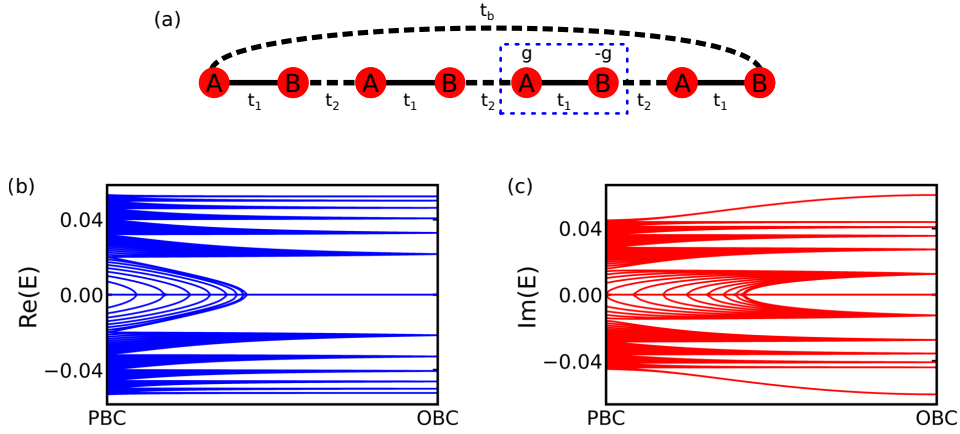 (a)
t_b
g -g
A B A B A B A B
t_1 t_2 t_1 t_2 t_1 t_2 t_1
(b)
Re(E)
0.04
0.00
−0.04
PBC OBC
(c)
Im(E)
0.04
0.00
−0.04
PBC OBC